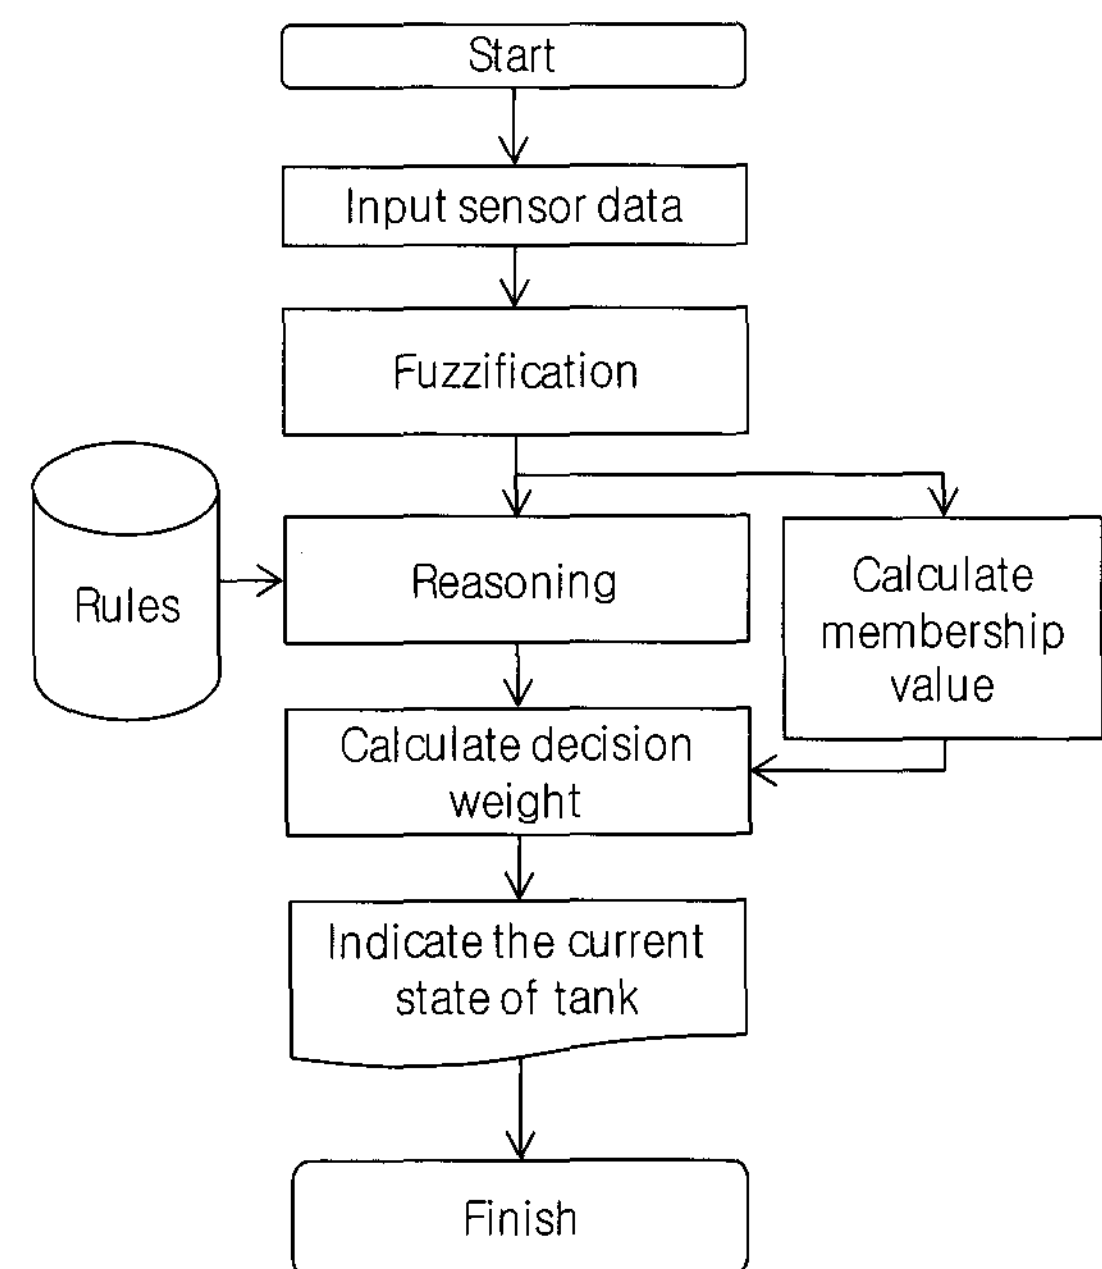 Start
Input sensor data
Fuzzification
Rules
Reasoning
Calculate
membership
value
Calculate decision
weight
Indicate the current
state of tank
Finish